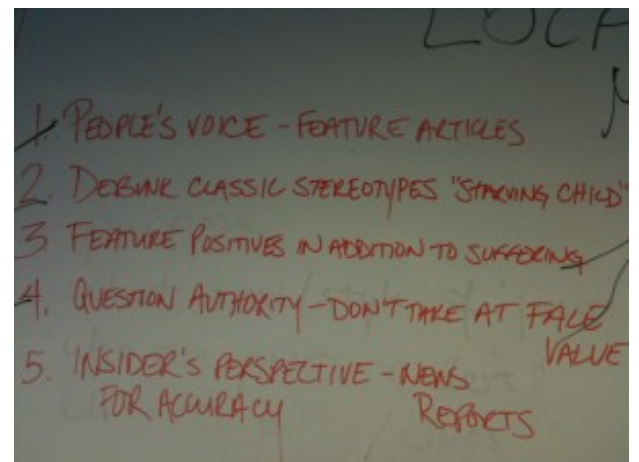 LOCA
1. PEOPLE'S VOICE - FEATURE ARTICLES
2. DEBUNK CLASSIC STEREOTYPES "STARVING CHILD"
3 FEATURE POSITIVES IN ADDITION TO SUFFERING
4. QUESTION AUTHORITY - DON'T TAKE AT FACE
VALUE
5. INSIDER'S PERSPECTIVE - NEWS
FOR ACCURACY REPORTS